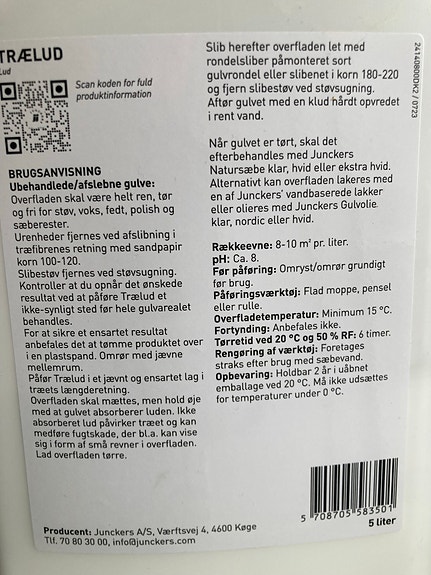 TRÆLUD
Lud
Scan koden for fuld
produktinformation
BRUGSANVISNING
Ubehandlede/afslebne gulve:
Overfladen skal være helt ren, tør
og fri for støv, voks, fedt, polish og
sæberester.
Urenheder fjernes ved afslibning i
træfibrenes retning med sandpapir
korn 100-120.
Slibestøv fjernes ved støvsugning.
Kontroller at du opnår det ønskede
resultat ved at påføre Trælud et
ikke-synligt sted før hele gulvarealet
behandles.
For at sikre et ensartet resultat
anbefales det at tømme produktet over
i en plastspand. Omrør med jævne
mellemrum.
Påfør Trælud i et jævnt og ensartet lag i
træets længderetning.
Overfladen skal mættes, men hold øje
med at gulvet absorberer luden. Ikke
absorberet lud påvirker træet og kan
medføre fugtskade, der bl.a. kan vise
sig i form af små revner i overfladen.
Lad overfladen tørre.
Slib herefter overfladen let med
rondelsliber påmonteret sort
gulvrondel eller slibenet i korn 180-220
og fjern slibestøv ved støvsugning.
Aftør gulvet med en klud hårdt opvredet
i rent vand.
Når gulvet er tørt, skal det
efterbehandles med Junckers
Natursæbe klar, hvid eller ekstra hvid.
Alternativt kan overfladen lakeres med
en af Junckers' vandbaserede lakker
eller olieres med Junckers Gulvolie
klar, nordic eller hvid.
Rækkeevne: 8-10 m² pr. liter.
pH: Ca. 8.
Før påføring: Omryst/omrør grundigt
før brug.
Påføringsværktøj: Flad moppe, pensel
eller rulle.
Overfladetemperatur: Minimum 15 °C.
Fortynding: Anbefales ikke.
Tørretid ved 20 °C og 50 % RF: 6 timer.
Rengøring af værktøj: Foretages
straks efter brug med sæbevand.
Opbevaring: Holdbar 2 år i uåbnet
emballage ved 20 °C. Må ikke udsættes
for temperaturer under 0 °C.
24140800DK2 / 0723
5 708705 583501
5 liter
Producent: Junckers A/S, Værftsvej 4, 4600 Køge
Tlf. 70 80 30 00, info@junckers.com